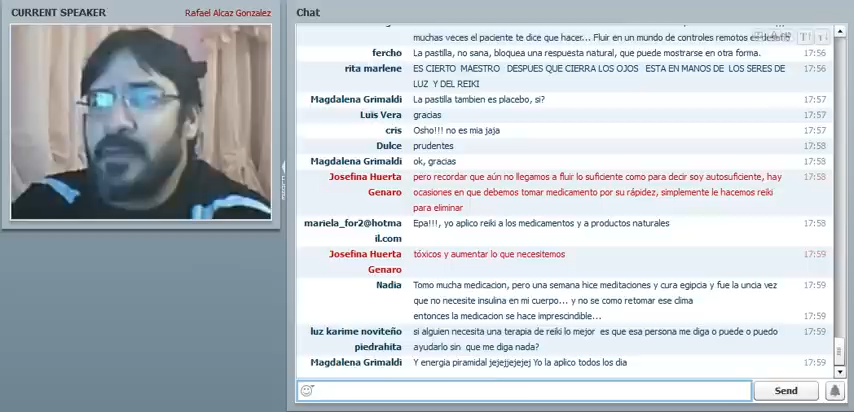 CURRENT SPEAKER
Rafael Alcaz Gonzalez
Chat
muchas veces el paciente te dice que hacer... Fluir en un mundo de controles remotos es desafio
fercho La pastilla, no sana, bloquea una respuesta natural, que puede mostrarse en otra forma. 17:56
rita marlene ES CIERTO MAESTRO DESPUES QUE CIERRA LOS OJOS ESTA EN MANOS DE LOS SERES DE 17:56
LUZ Y DEL REIKI
Magdalena Grimaldi La pastilla tambien es placebo, si? 17:57
Luis Vera gracias 17:57
cris Osho!!! no es mia jaja 17:57
Dulce prudentes 17:58
Magdalena Grimaldi ok, gracias 17:58
Josefina Huerta pero recordar que aún no llegamos a fluir lo suficiente como para decir soy autosuficiente, hay 17:58
Genaro ocasiones en que debemos tomar medicamento por su rápidez, simplemente le hacemos reiki
para eliminar
mariela_for2@hotma Epa!!!, yo aplico reiki a los medicamentos y a productos naturales 17:58
il.com
Josefina Huerta tóxicos y aumentar lo que necesitemos 17:59
Genaro
Nadia Tomo mucha medicacion, pero una semana hice meditaciones y cura egipcia y fue la uncia vez 17:59
que no necesite insulina en mi cuerpo... y no se como retomar ese clima
entonces la medicacion se hace imprescindible... 17:59
luz karime noviteño si alguien necesita una terapia de reiki lo mejor es que esa persona me diga o puede o puedo 17:59
piedrahita ayudarlo sin que me diga nada?
Magdalena Grimaldi Y energia piramidal jejejjejejej Yo la aplico todos los dia 17:59
Send